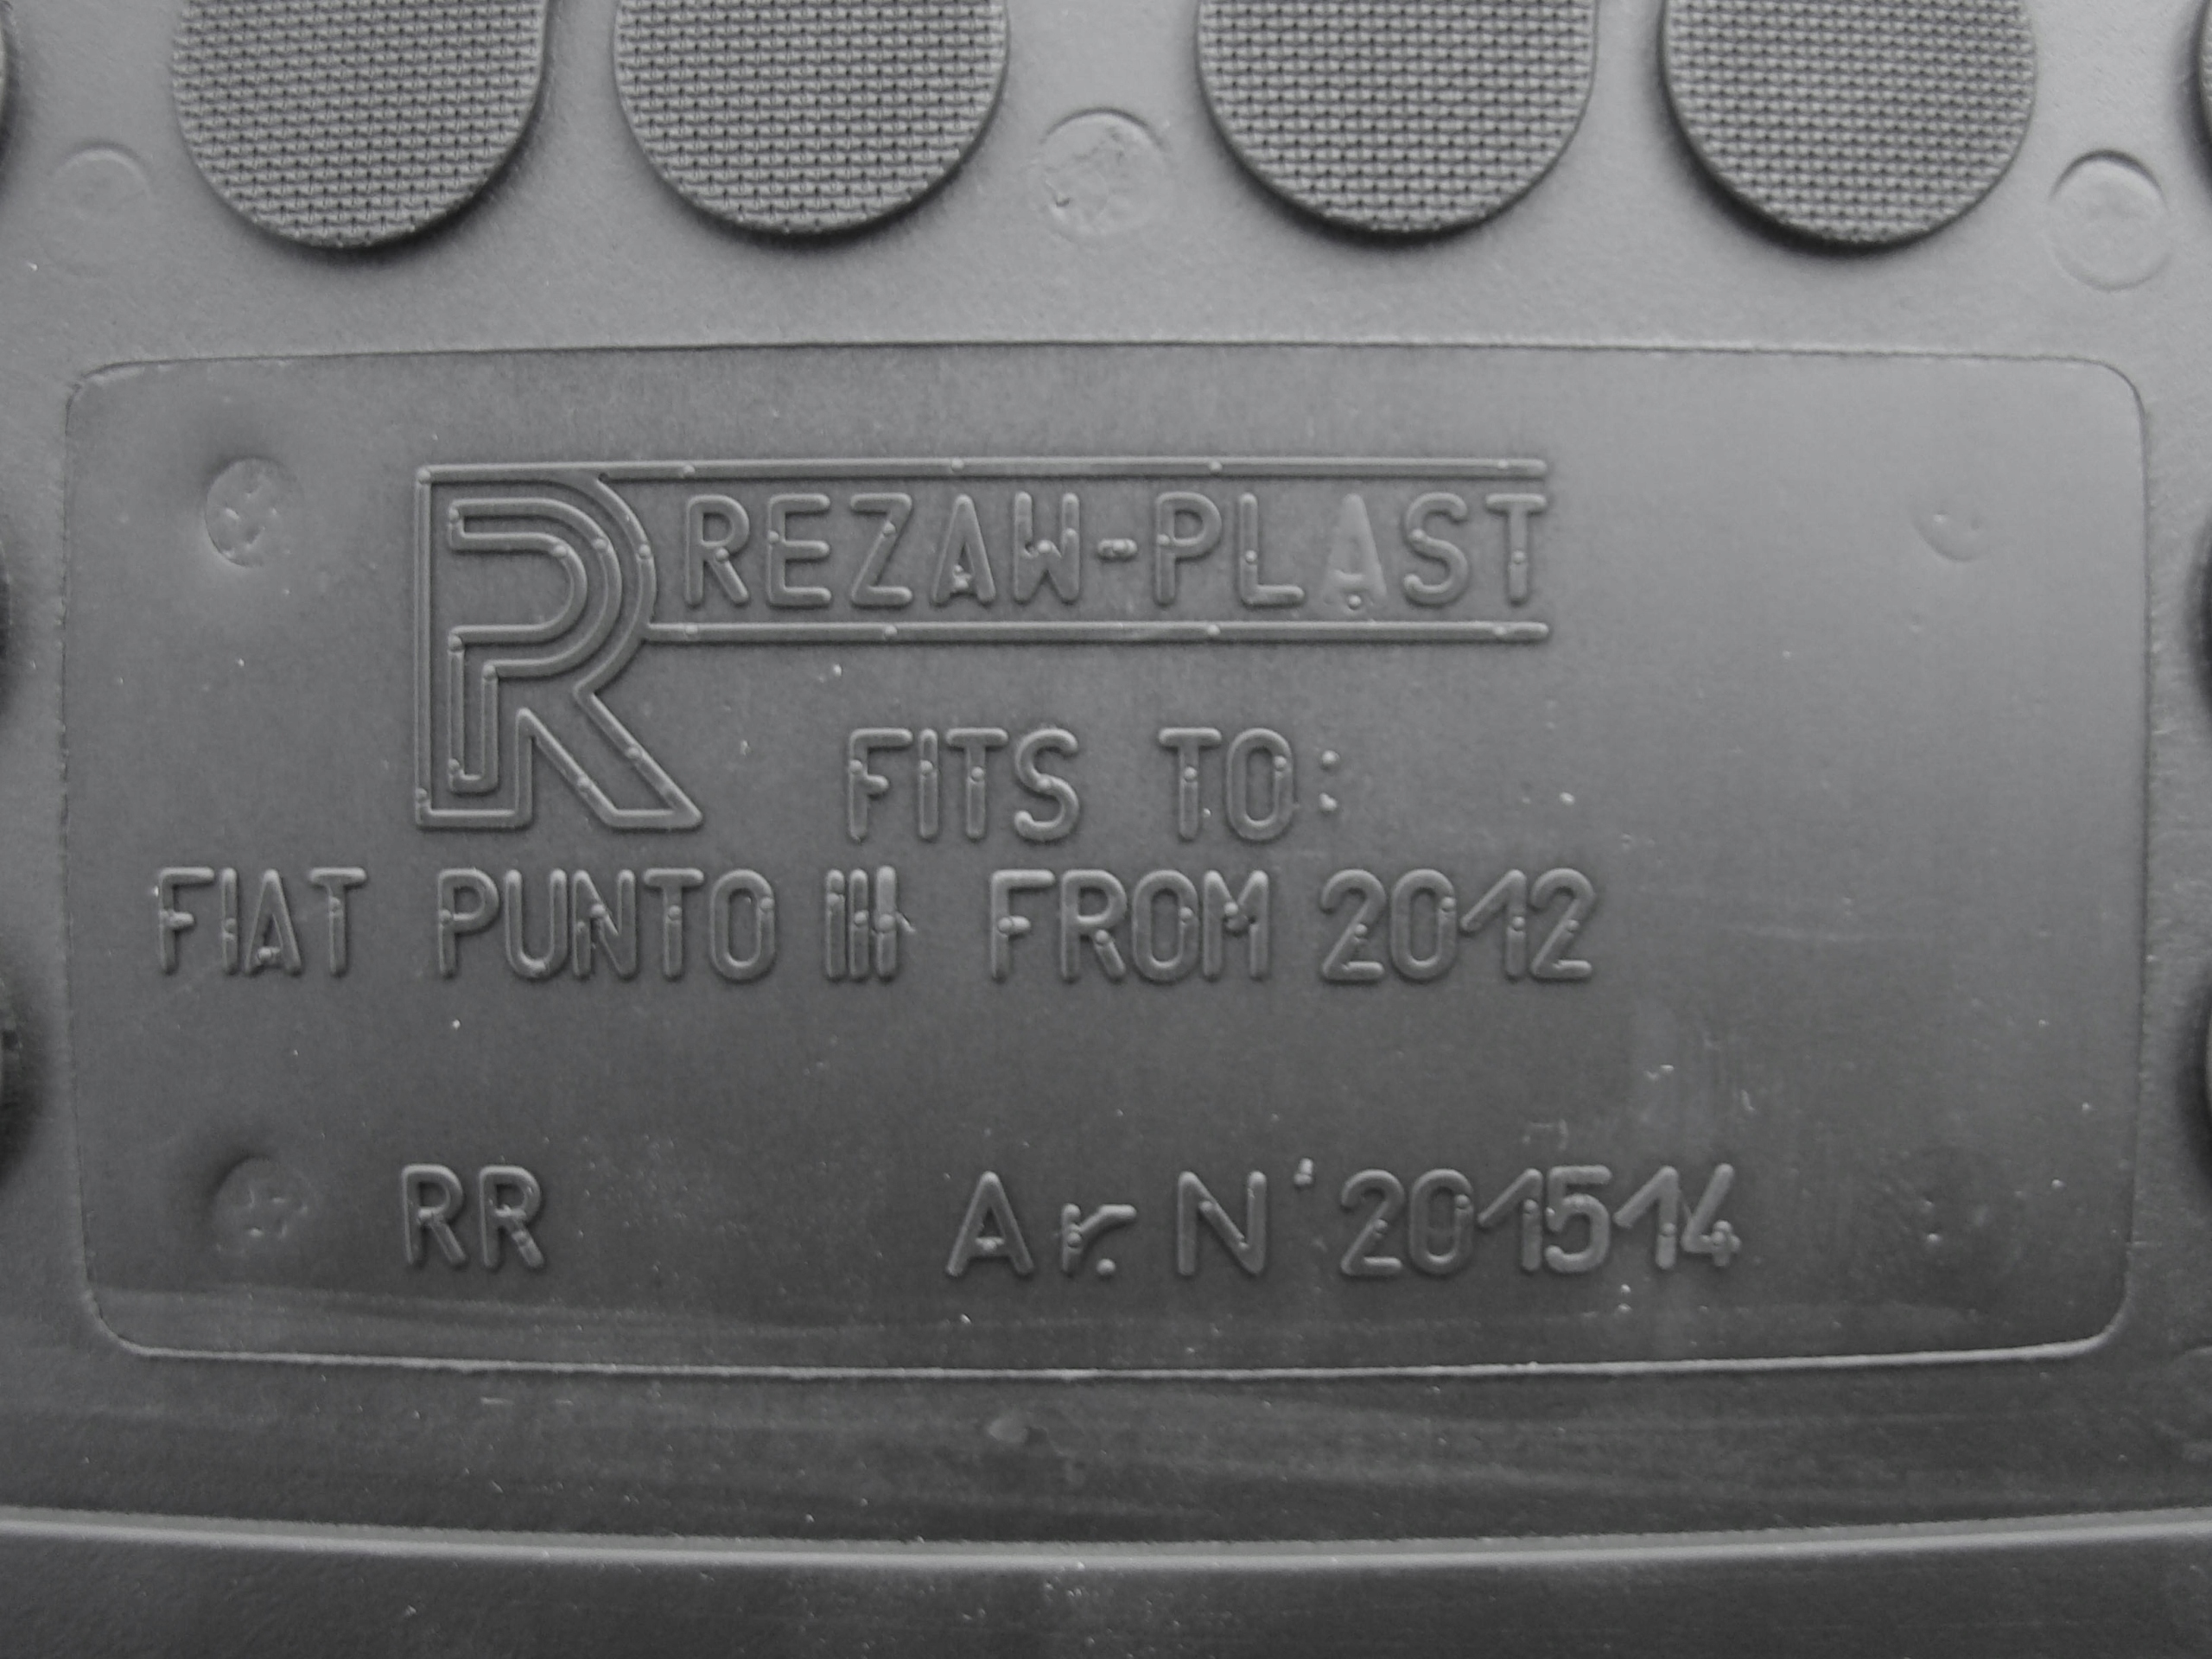 R REZAW-PLAST
FITS TO:
FIAT PUNTO III FROM 2012
RR Ar. N° 201514